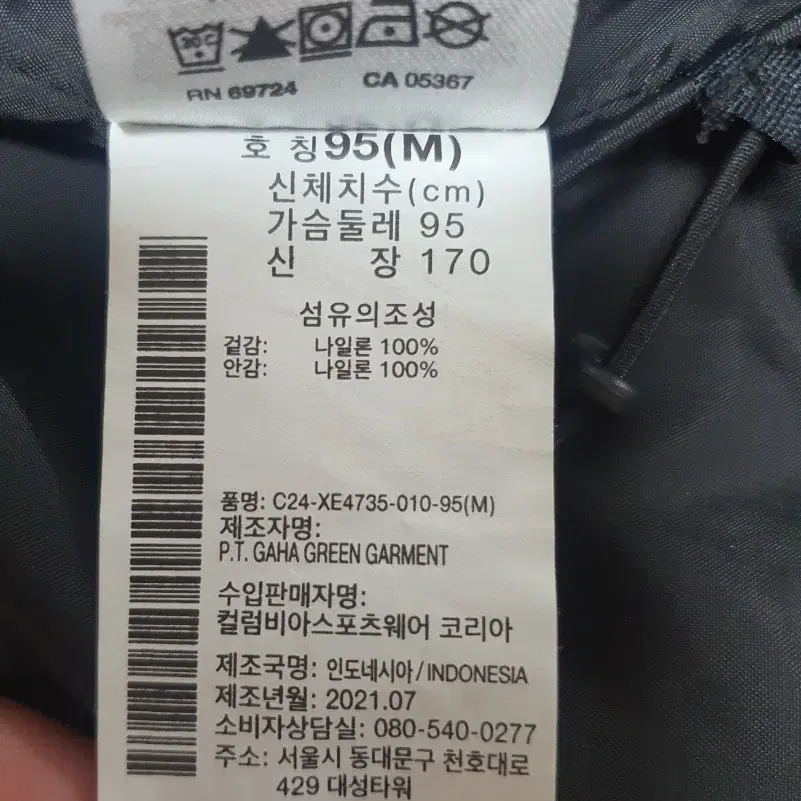 30C
RN 69724 CA 05367
호 칭 95(M)
신체치수(cm)
가슴둘레 95
산 장 170
섬유의조성
겉감: 나일론 100%
안감: 나일론 100%
품명: C24-XE4735-010-95(M)
제조자명:
P.T. GAHA GREEN GARMENT
수입판매자명:
컬럼비아스포츠웨어 코리아
제조국명: 인도네시아/INDONESIA
제조년월: 2021.07
소비자상담실: 080-540-0277
주소: 서울시 동대문구 천호대로
429 대성타워